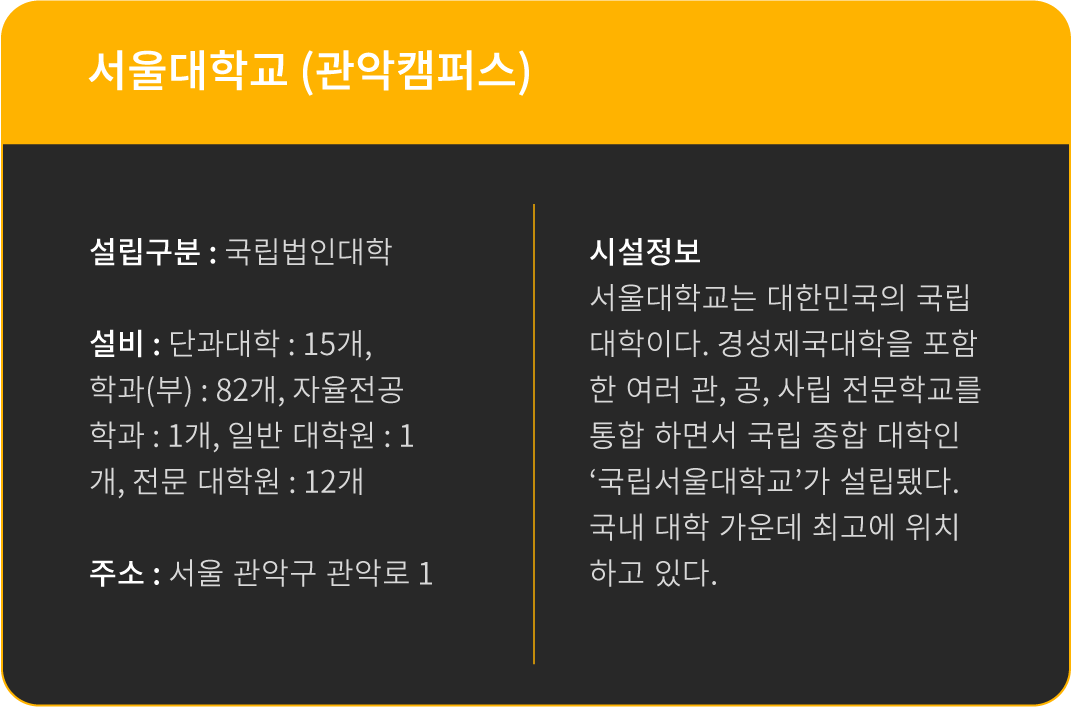 서울대학교 (관악캠퍼스)
설립구분 : 국립법인대학
설비 : 단과대학 : 15개,
학과(부) : 82개, 자율전공
학과 : 1개, 일반 대학원 : 1
개, 전문 대학원 : 12개
주소 : 서울 관악구 관악로 1
시설정보
서울대학교는 대한민국의 국립
대학이다. 경성제국대학을 포함
한 여러 관, 공, 사립 전문학교를
통합 하면서 국립 종합 대학인
‘국립서울대학교’가 설립됐다.
국내 대학 가운데 최고에 위치
하고 있다.